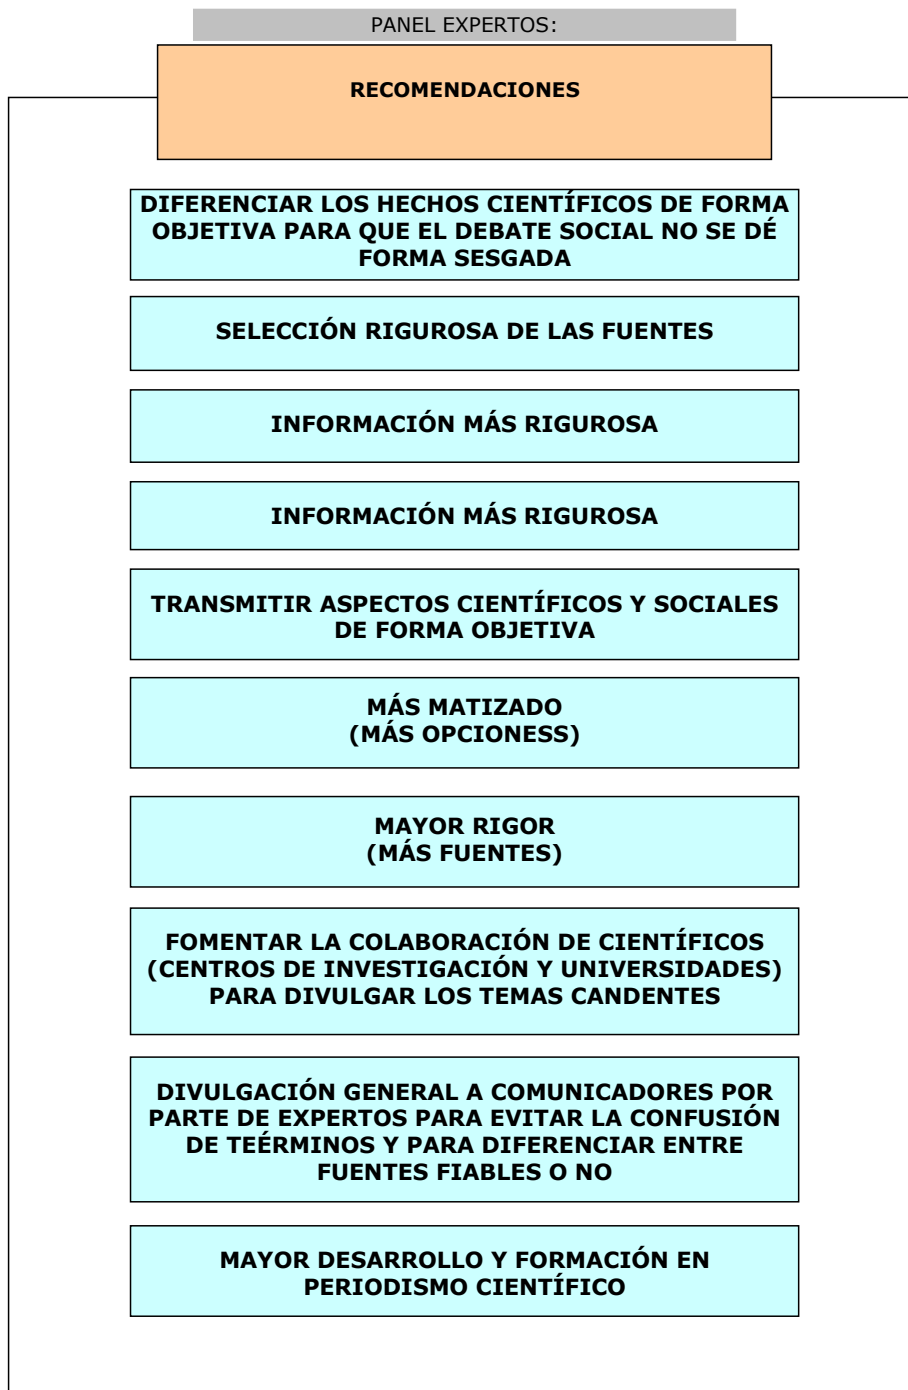 PANEL EXPERTOS:
RECOMENDACIONES
DIFERENCIAR LOS HECHOS CIENTÍFICOS DE FORMA
OBJETIVA PARA QUE EL DEBATE SOCIAL NO SE DÉ
FORMA SESGADA
SELECCIÓN RIGUROSA DE LAS FUENTES
INFORMACIÓN MÁS RIGUROSA
INFORMACIÓN MÁS RIGUROSA
TRANSMITIR ASPECTOS CIENTÍFICOS Y SOCIALES
DE FORMA OBJETIVA
MÁS MATIZADO
(MÁS OPCIONESS)
MAYOR RIGOR
(MÁS FUENTES)
FOMENTAR LA COLABORACIÓN DE CIENTÍFICOS
(CENTROS DE INVESTIGACIÓN Y UNIVERSIDADES)
PARA DIVULGAR LOS TEMAS CANDENTES
DIVULGACIÓN GENERAL A COMUNICADORES POR
PARTE DE EXPERTOS PARA EVITAR LA CONFUSIÓN
DE TEÉRMINOS Y PARA DIFERENCIAR ENTRE
FUENTES FIABLES O NO
MAYOR DESARROLLO Y FORMACIÓN EN
PERIODISMO CIENTÍFICO